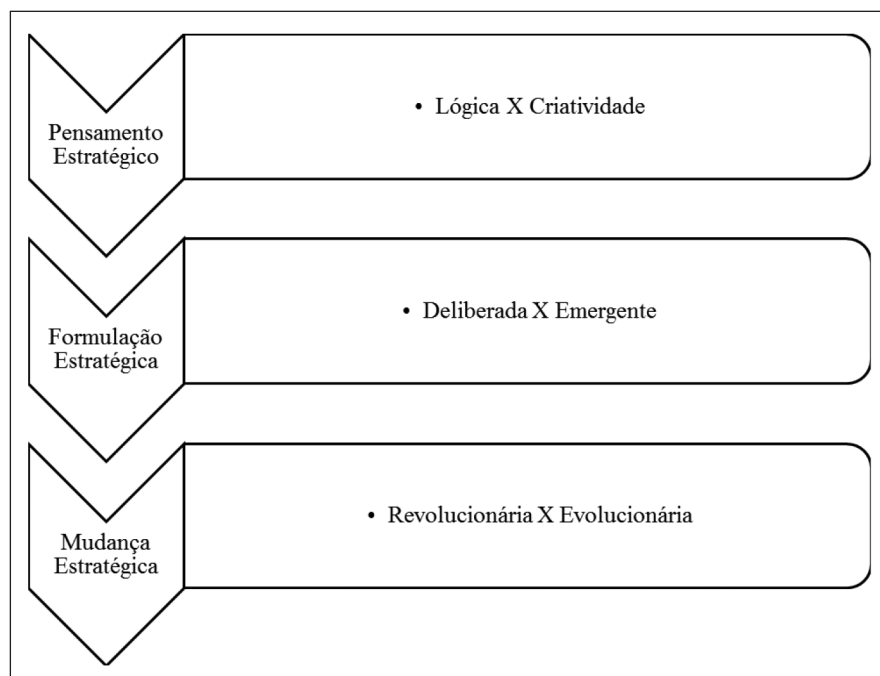 Pensamento
Estratégico
• Lógica X Criatividade
Formulação
Estratégica
• Deliberada X Emergente
Mudança
Estratégica
• Revolucionária X Evolucionária